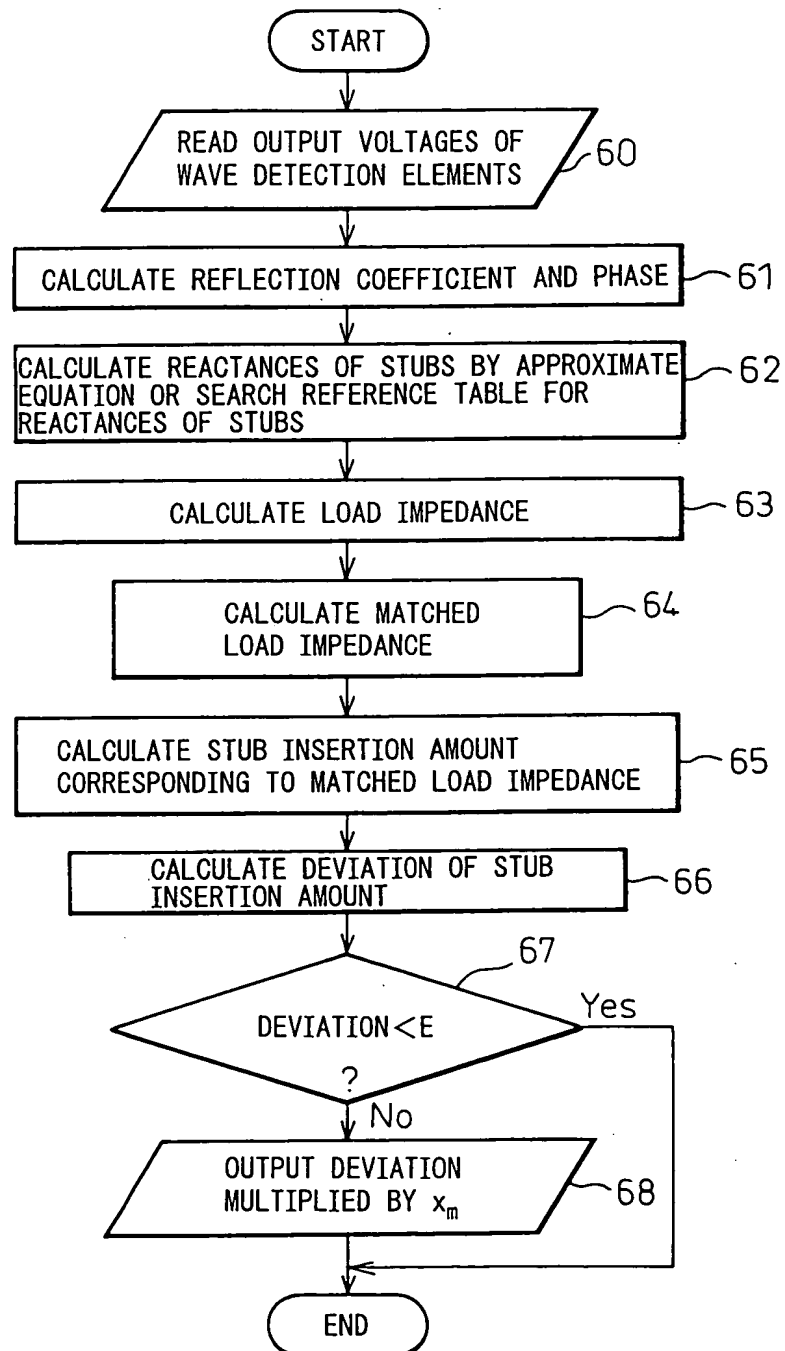 START
READ OUTPUT VOLTAGES OF
WAVE DETECTION ELEMENTS
60
CALCULATE REFLECTION COEFFICIENT AND PHASE
61
CALCULATE REACTANCES OF STUBS BY APPROXIMATE
EQUATION OR SEARCH REFERENCE TABLE FOR
REACTANCES OF STUBS
62
CALCULATE LOAD IMPEDANCE
63
CALCULATE MATCHED
LOAD IMPEDANCE
64
CALCULATE STUB INSERTION AMOUNT
CORRESPONDING TO MATCHED LOAD IMPEDANCE
65
CALCULATE DEVIATION OF STUB
INSERTION AMOUNT
66
67
DEVIATION<E
?
Yes
No
OUTPUT DEVIATION
MULTIPLIED BY xₘ
68
END